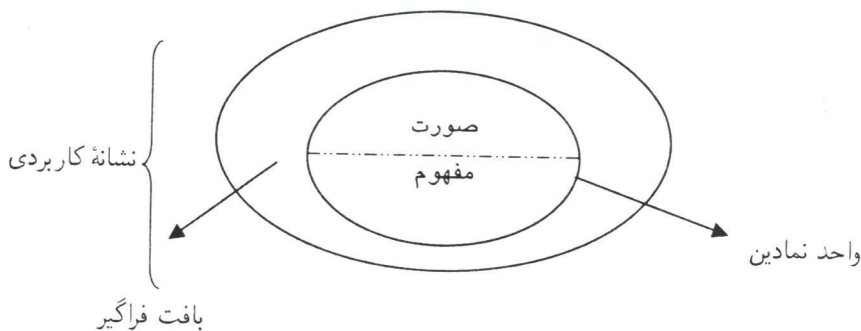 صورت
مفهوم
نشانهٔ کاربردی
واحد نمادین
بافت فراگیر